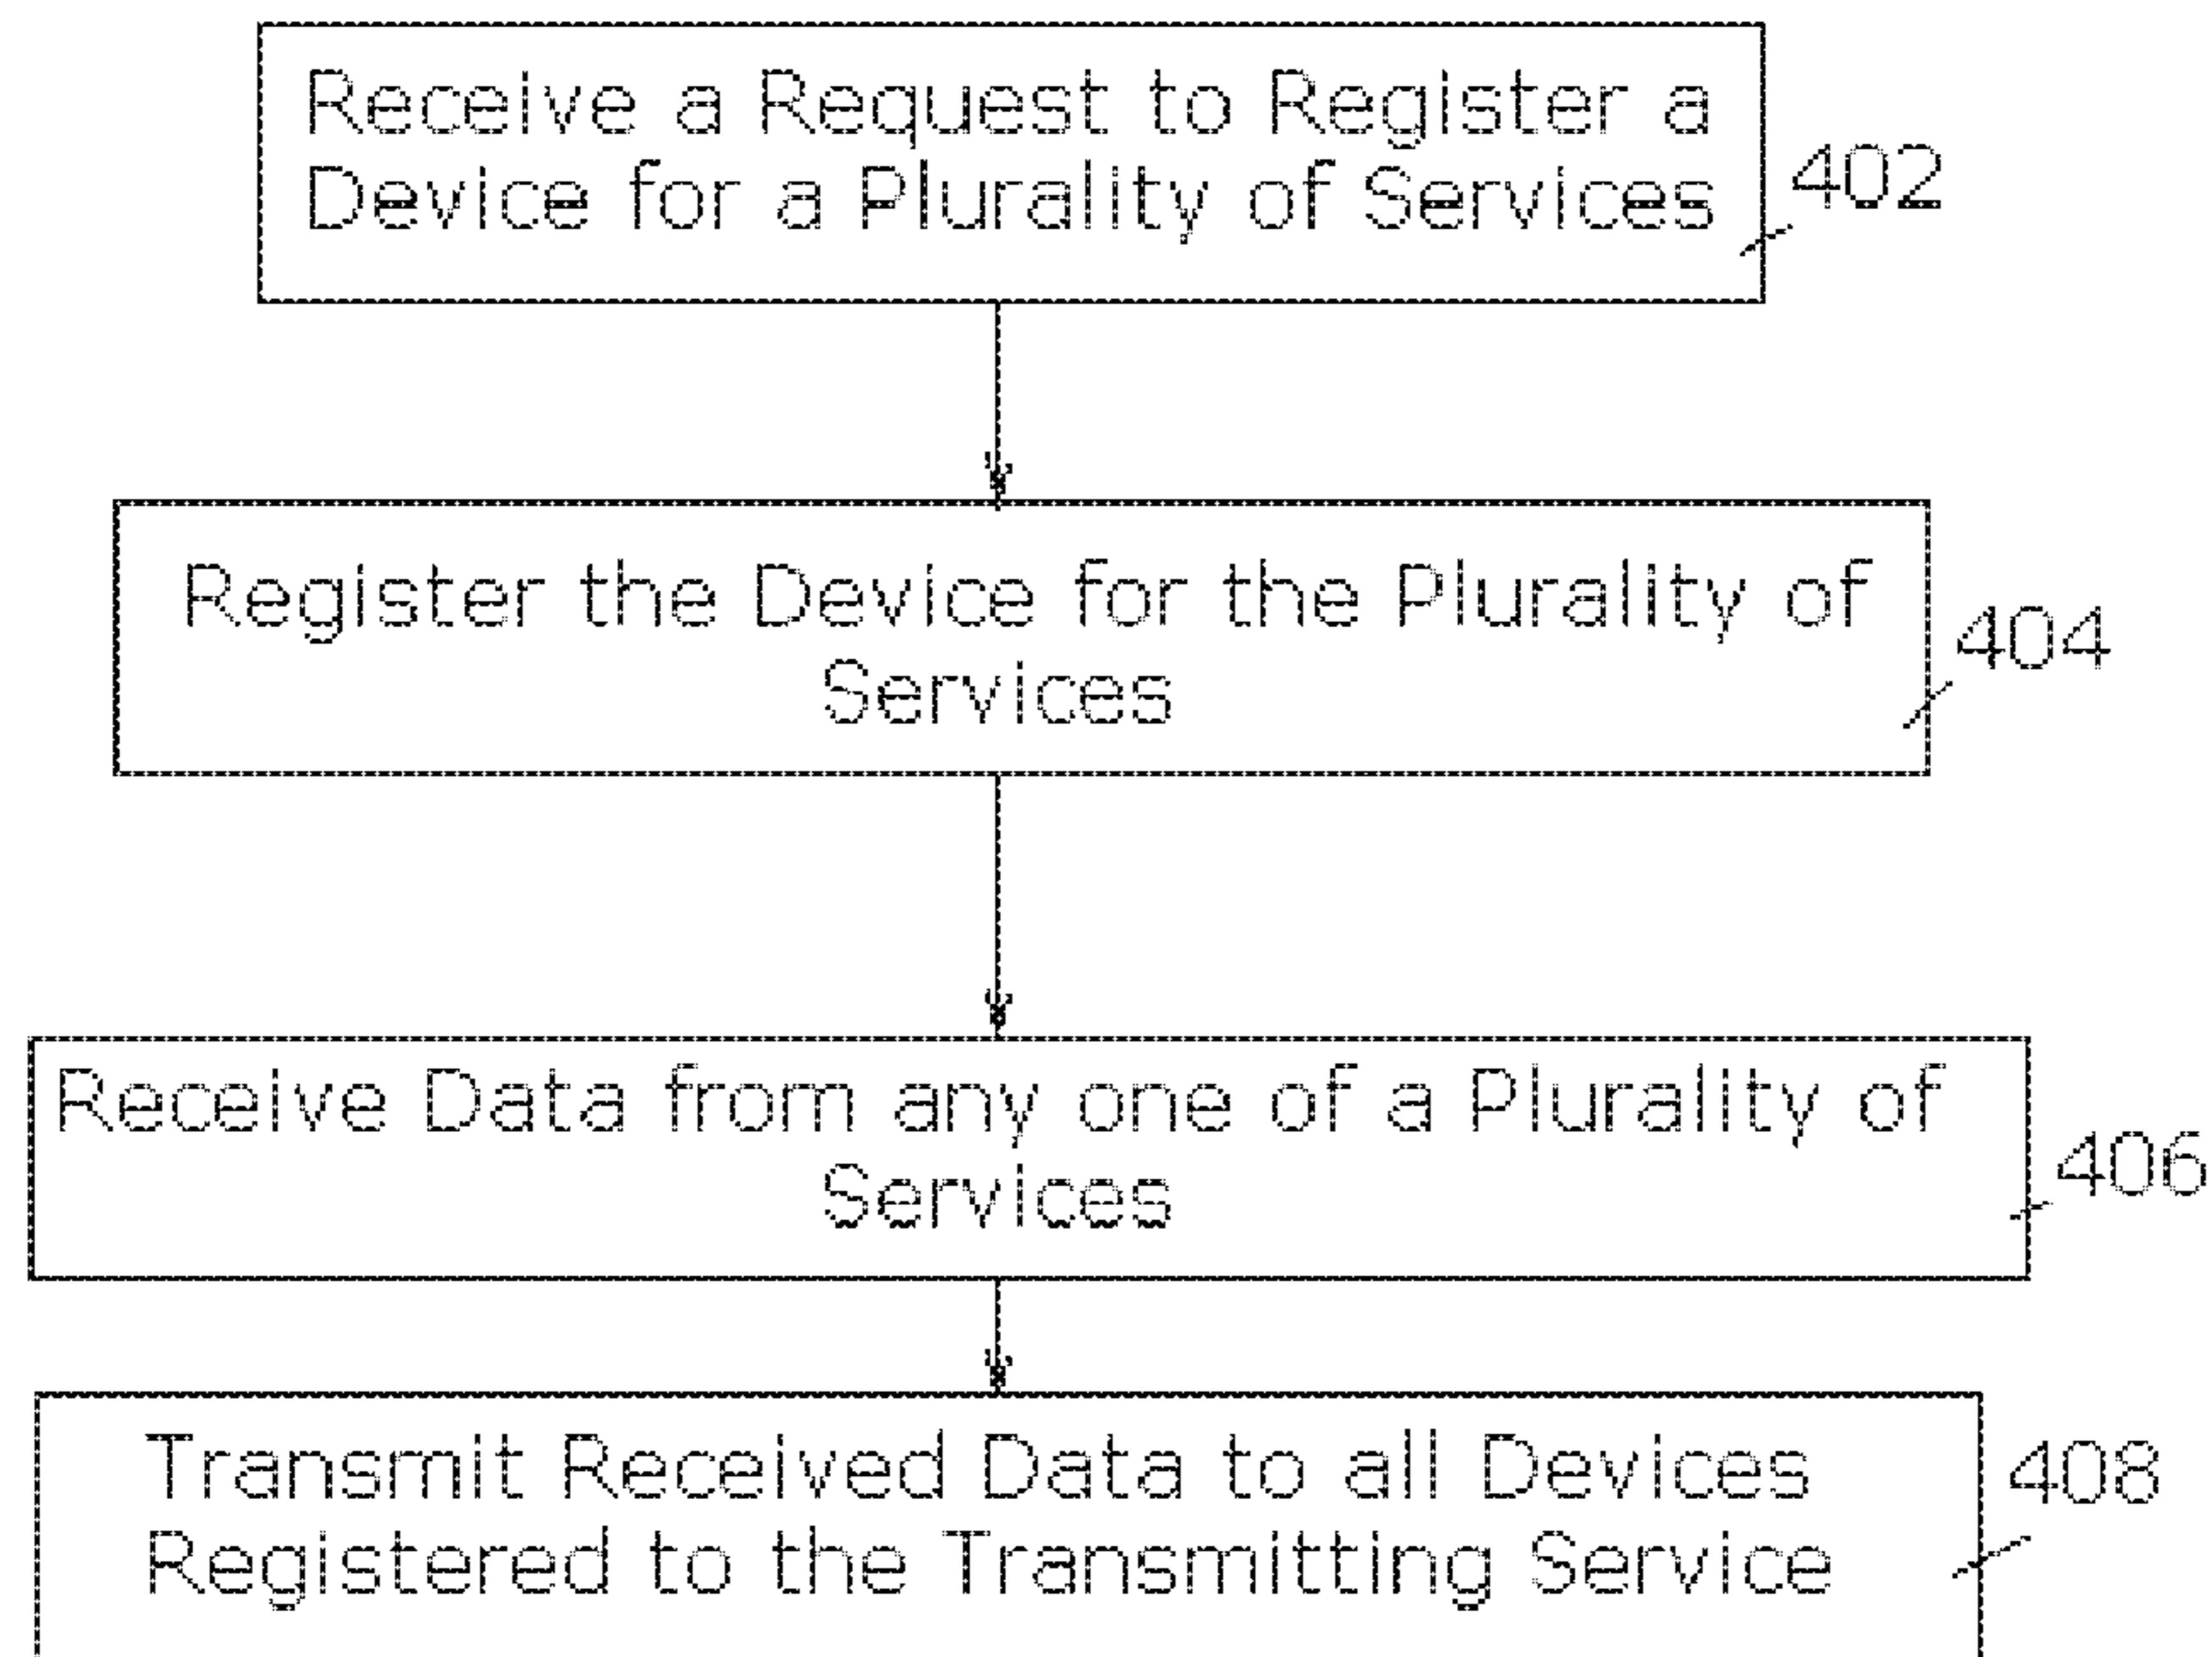 Receive a Request to Register a
Device for a Plurality of Services
402
Register the Device for the Plurality of
Services
404
Receive Data from any one of a Plurality of
Services
406
Transmit Received Data to all Devices
Registered to the Transmitting Service
408